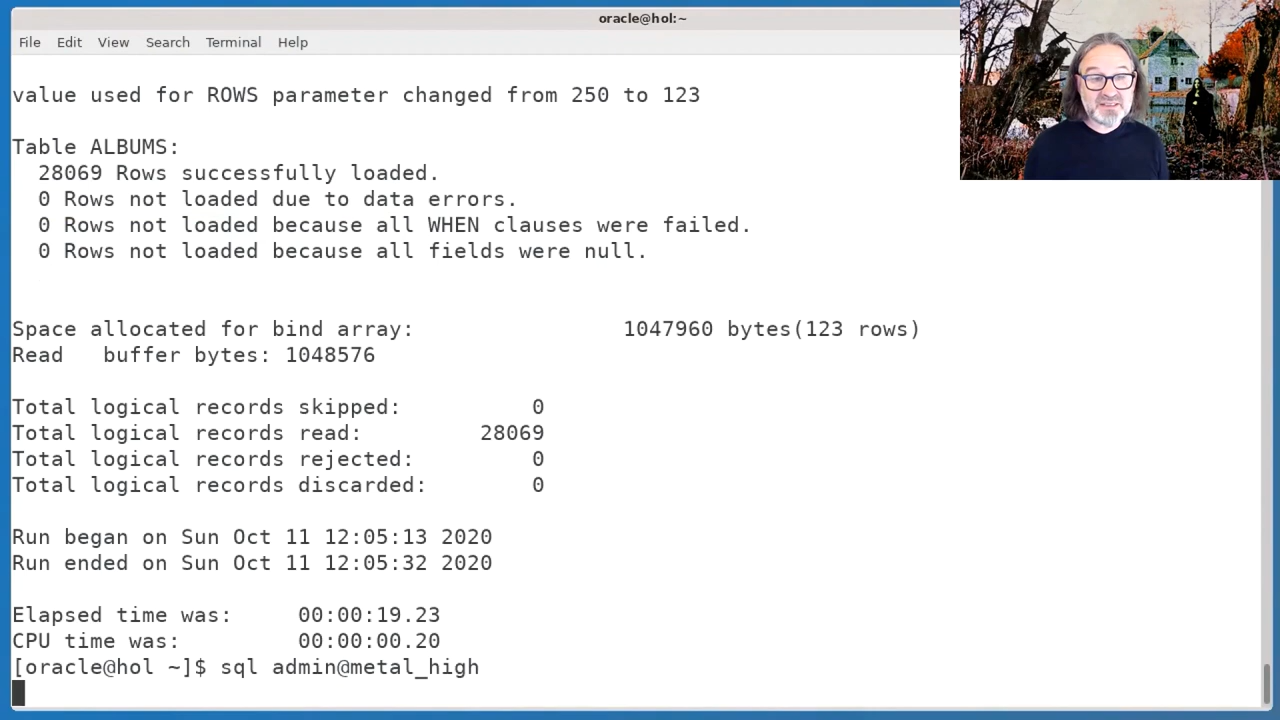 oracle@hol:~
File Edit View Search Terminal Help
value used for ROWS parameter changed from 250 to 123
Table ALBUMS:
28069 Rows successfully loaded.
0 Rows not loaded due to data errors.
0 Rows not loaded because all WHEN clauses were failed.
0 Rows not loaded because all fields were null.
Space allocated for bind array: 1047960 bytes(123 rows)
Read buffer bytes: 1048576
Total logical records skipped: 0
Total logical records read: 28069
Total logical records rejected: 0
Total logical records discarded: 0
Run began on Sun Oct 11 12:05:13 2020
Run ended on Sun Oct 11 12:05:32 2020
Elapsed time was: 00:00:19.23
CPU time was: 00:00:00.20
[oracle@hol ~]$ sql admin@metal_high